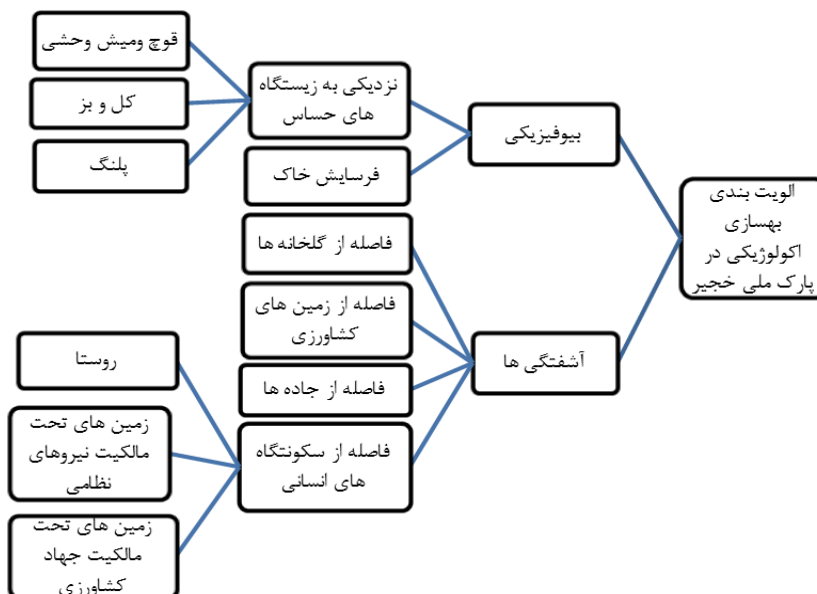 الویت بندی
بهسازی
اکولوژیکی در
پارک ملی خجیر
بیوفیزیکی
آشفتگی ها
نزدیکی به زیستگاه
های حساس
فرسایش خاک
فاصله از گلخانه ها
فاصله از زمین های
کشاورزی
فاصله از جاده ها
فاصله از سکونتگاه
های انسانی
قوچ ومیش وحشی
کل و بز
پلنگ
روستا
زمین های تحت
مالکیت نیروهای
نظامی
زمین های تحت
مالکیت جهاد
کشاورزی